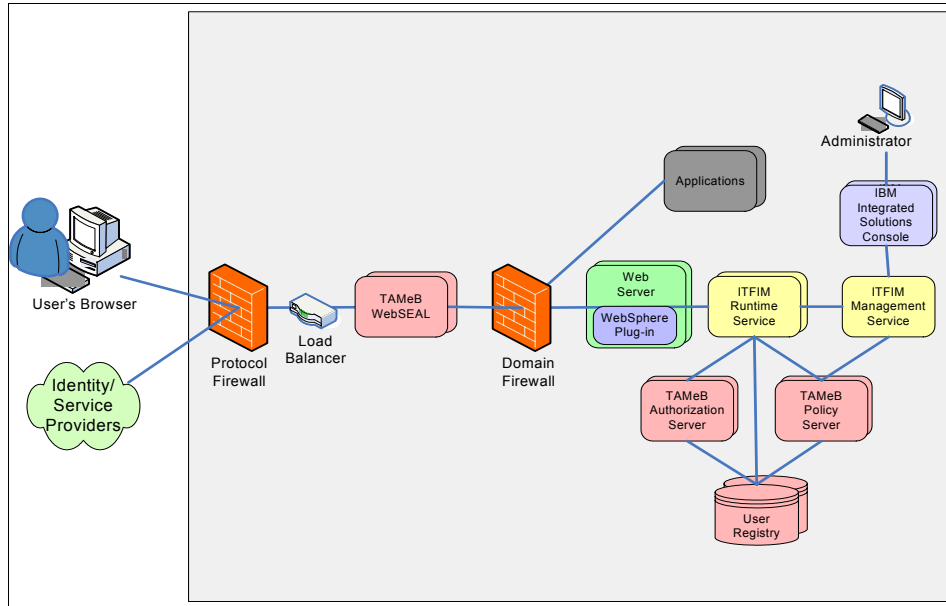 Administrator
Applications
IBM
Integrated
Solutions
Console
User's Browser
Identity/
Service
Providers
Protocol
Firewall
Load
Balancer
TAMeB
WebSEAL
Domain
Firewall
Web
Server
WebSphere
Plug-in
ITFIM
Runtime
Service
ITFIM
Management
Service
TAMeB
Authorization
Server
TAMeB
Policy
Server
User
Registry